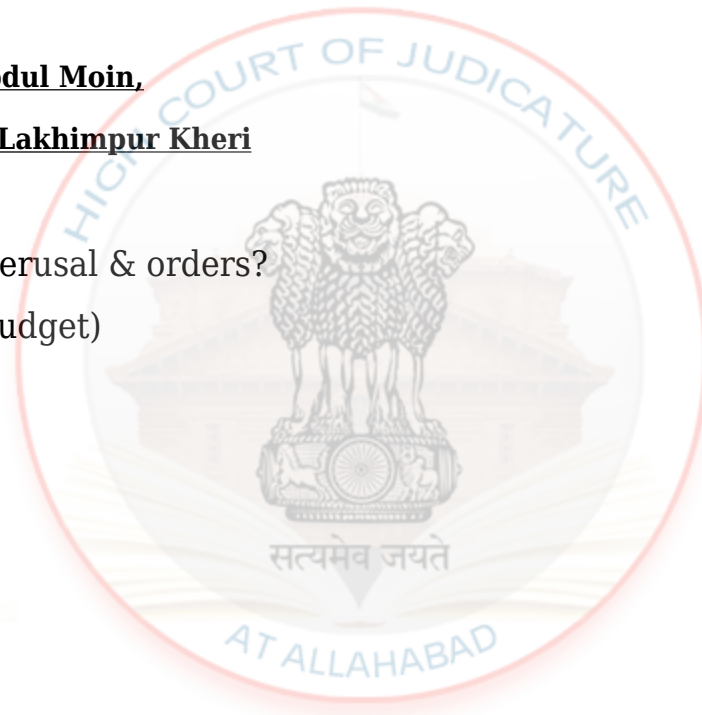 HIGH COURT OF JUDICATURE
dul Moin,
Lakhimpur Kheri
erusal & orders?
udget)
सत्यमेव जयते
AT ALLAHABAD